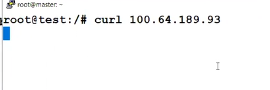 root@master: ~
root@test:/# curl 100.64.189.93